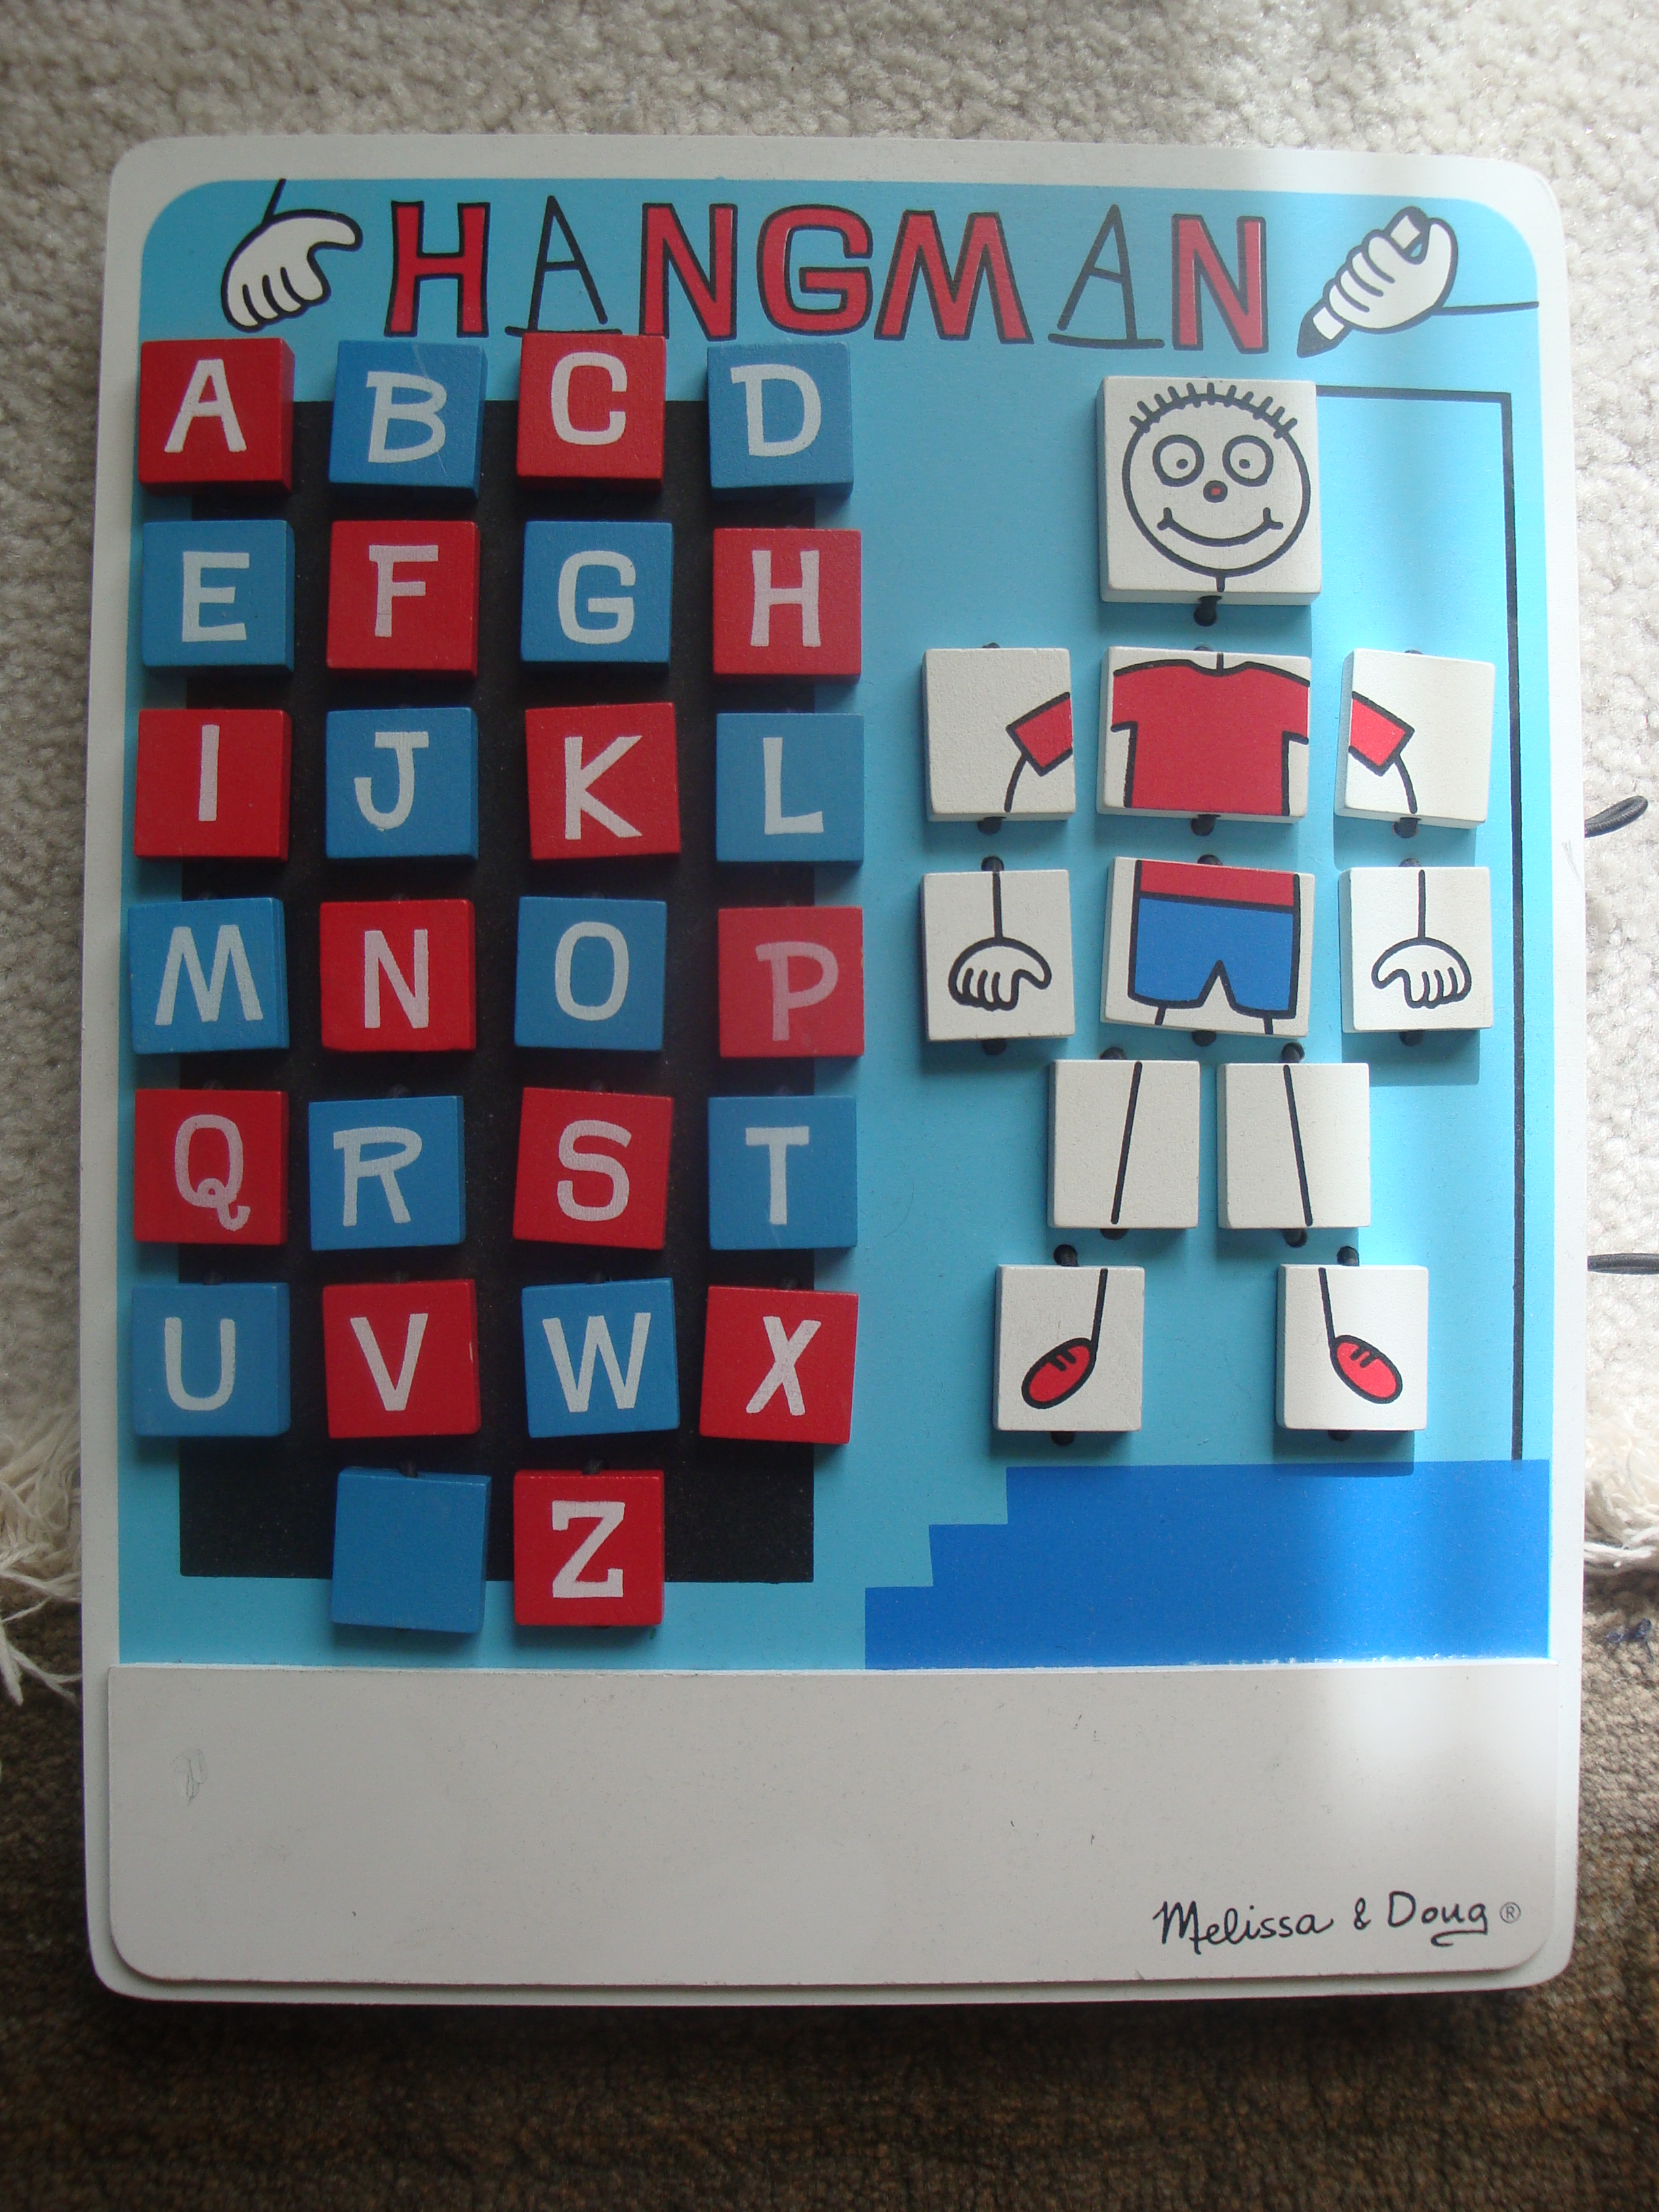 HANGMAN
A B C D
E F G H
I J K L
M N O P
Q R S T
U V W X
Z
Melissa & Doug®